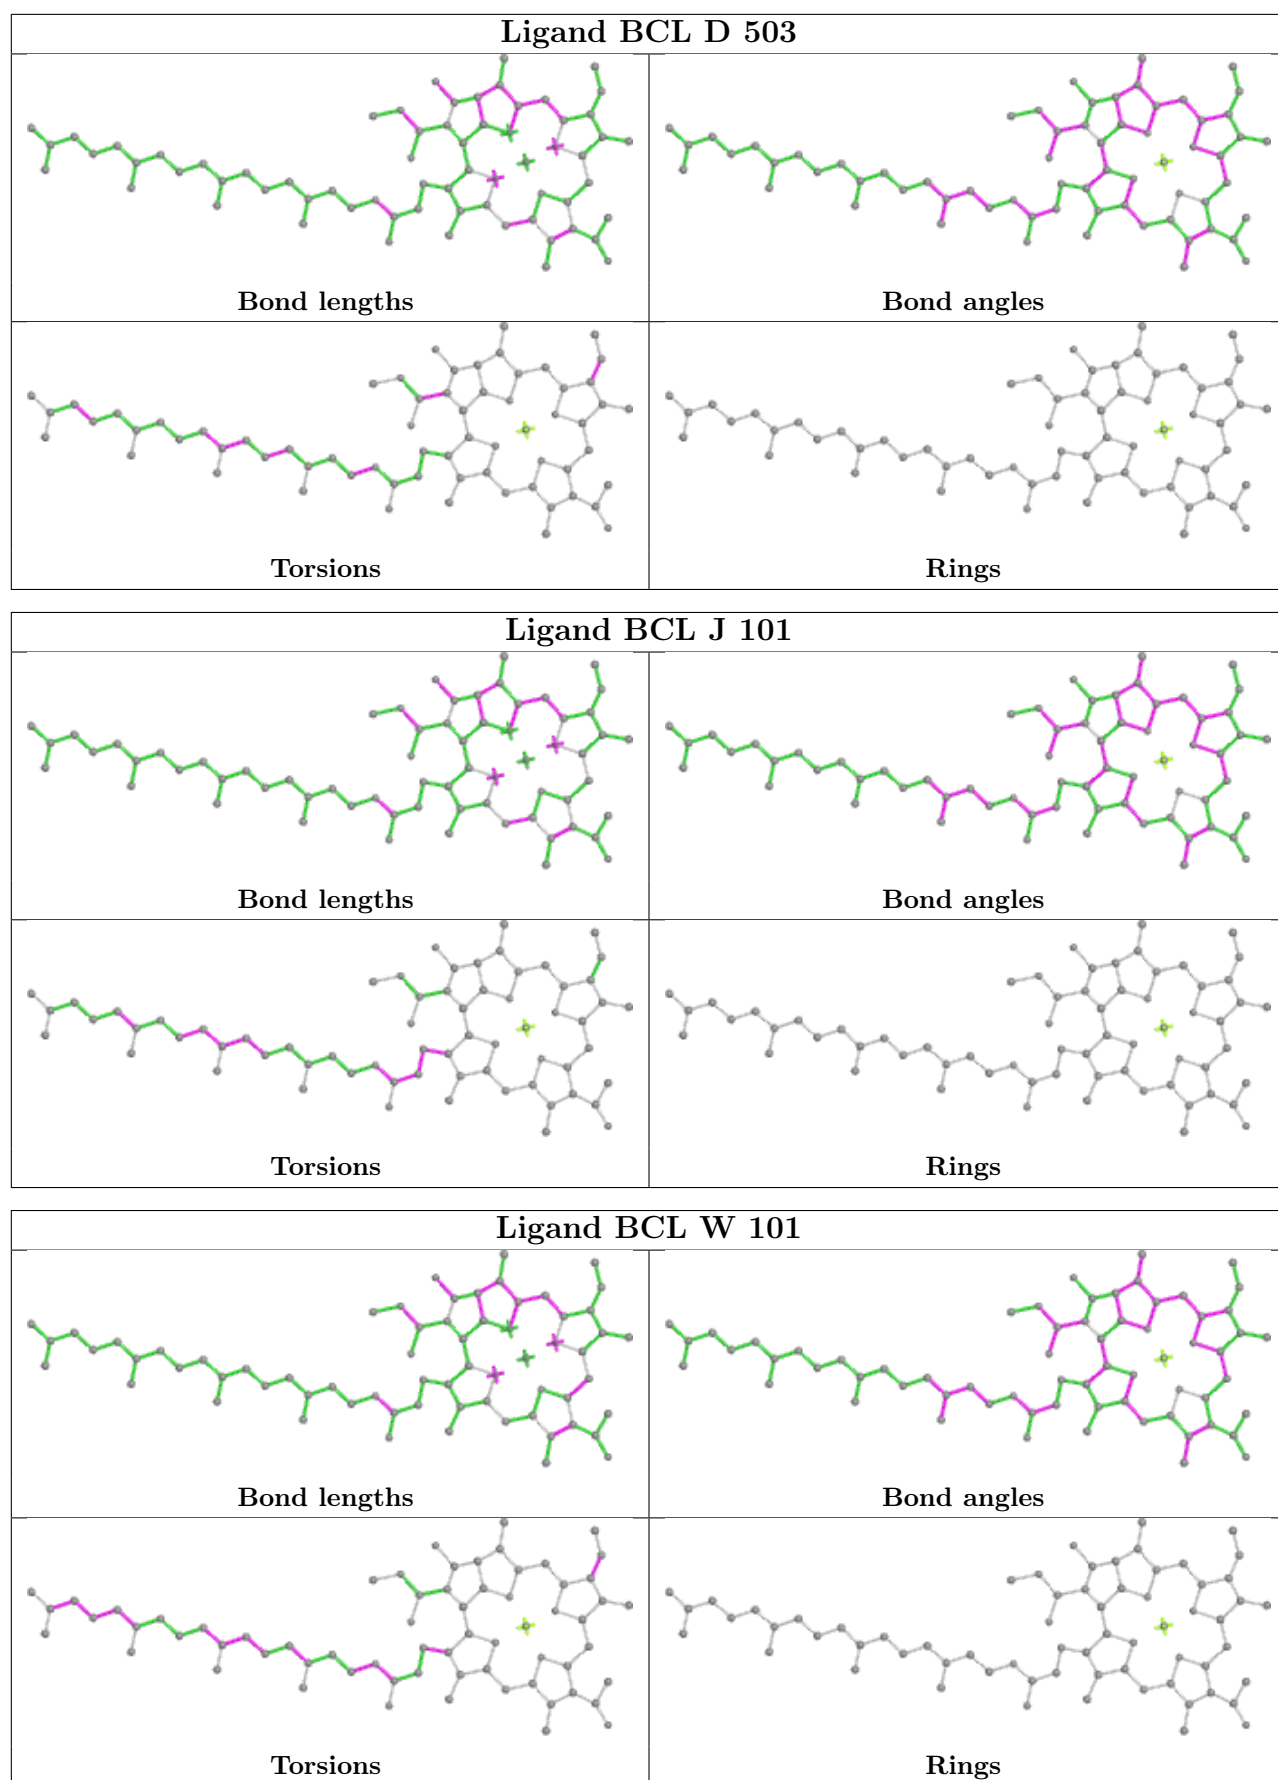 Ligand BCL D 503
Bond lengths
Bond angles
Torsions
Rings
Ligand BCL J 101
Bond lengths
Bond angles
Torsions
Rings
Ligand BCL W 101
Bond lengths
Bond angles
Torsions
Rings